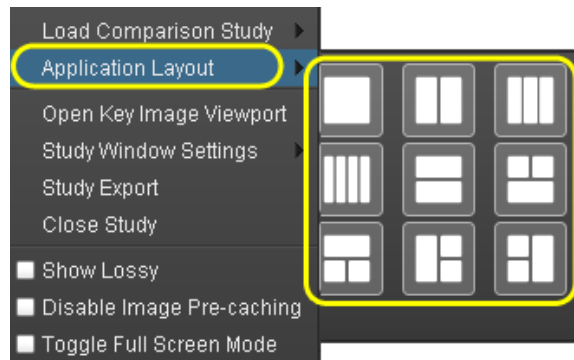 Load Comparison Study
Application Layout
Open Key Image Viewport
Study Window Settings
Study Export
Close Study
Show Lossy
Disable Image Pre-caching
Toggle Full Screen Mode